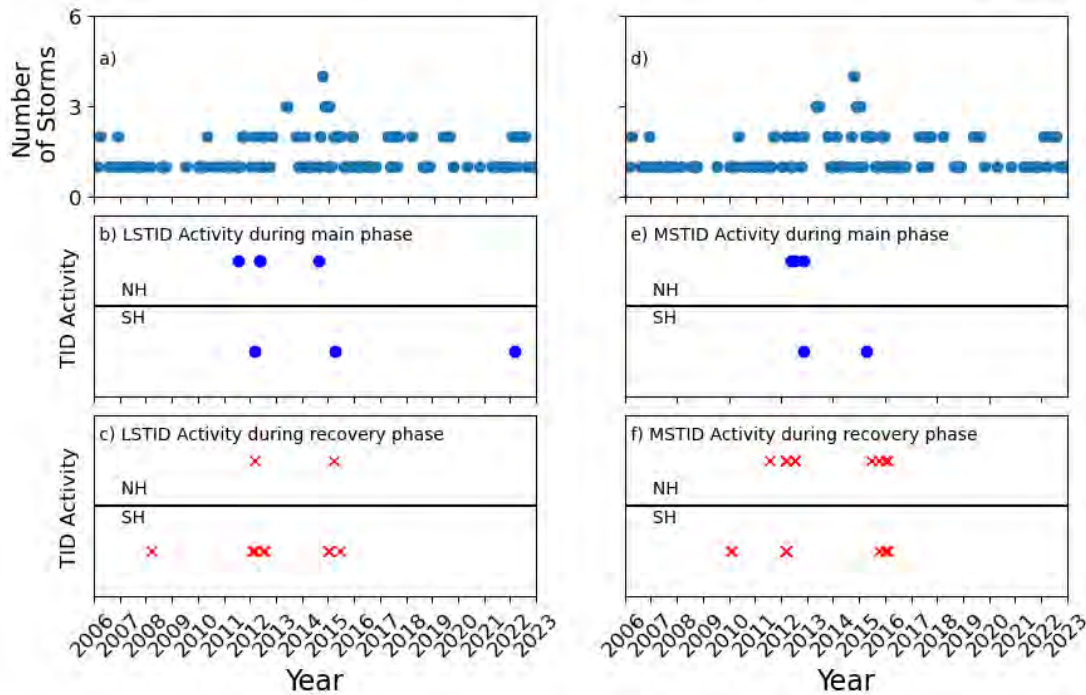 6
3
0
Number
of Storms
a)
d)
b) LSTID Activity during main phase
NH
SH
e) MSTID Activity during main phase
NH
SH
TID Activity
c) LSTID Activity during recovery phase
NH
SH
f) MSTID Activity during recovery phase
NH
SH
TID Activity
2006 2007 2008 2009 2010 2011 2012 2013 2014 2015 2016 2017 2018 2019 2020 2021 2022 2023
2006 2007 2008 2009 2010 2011 2012 2013 2014 2015 2016 2017 2018 2019 2020 2021 2022 2023
Year
Year